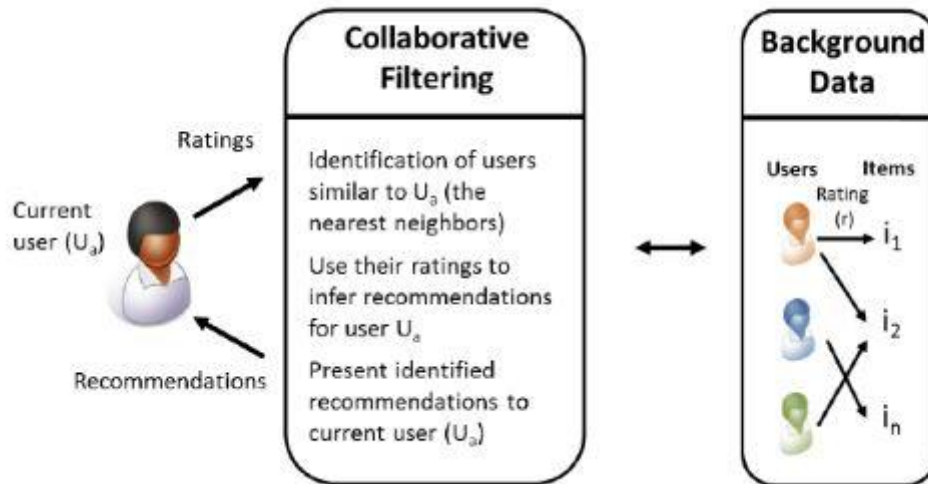 Collaborative
Filtering
Ratings
Current
user (Uₐ)
Recommendations
Identification of users
similar to Uₐ (the
nearest neighbors)
Use their ratings to
infer recommendations
for user Uₐ
Present identified
recommendations to
current user (Uₐ)
Background
Data
Users Items
Rating
(r)
i₁
i₂
iₙ